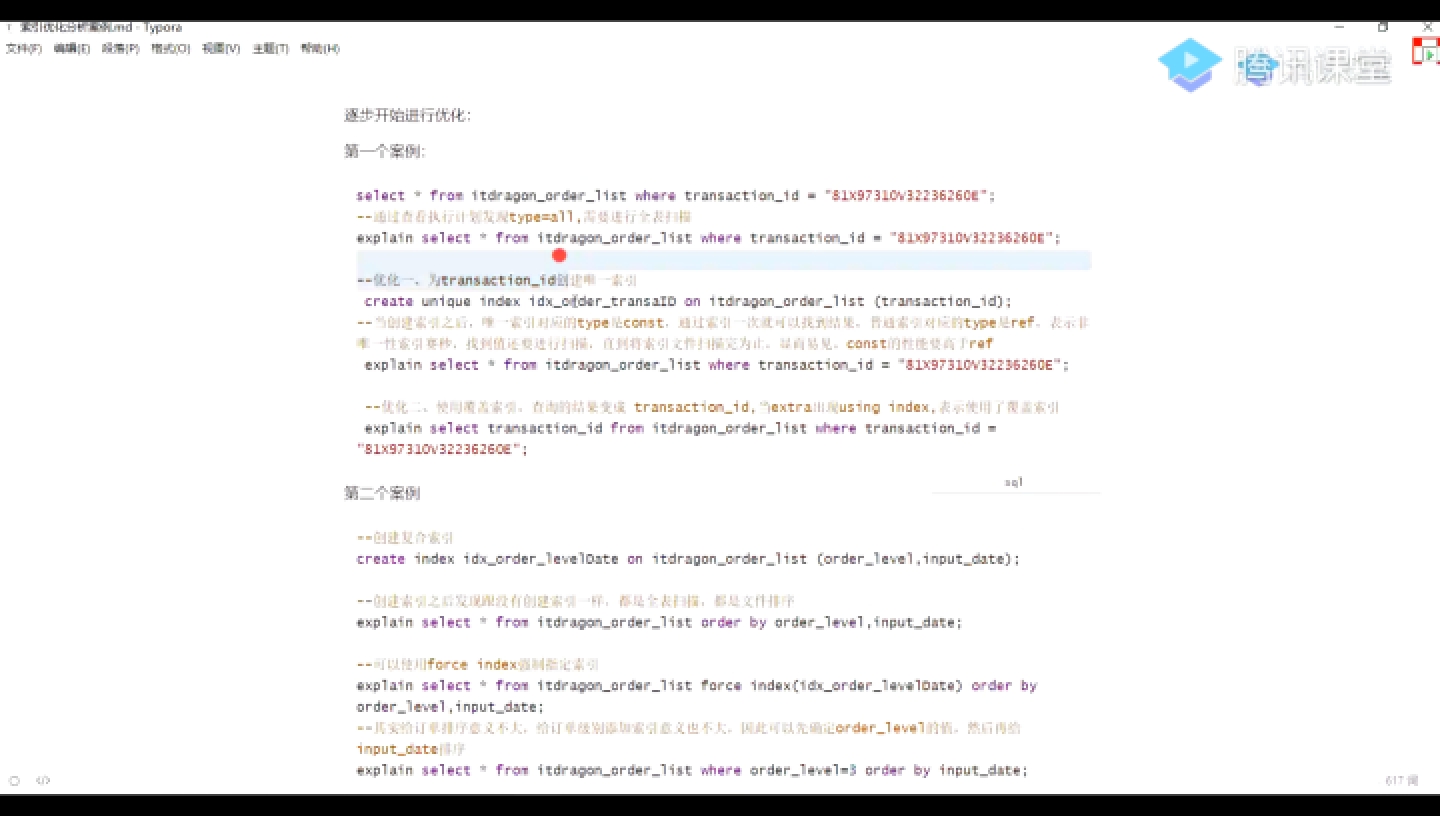 索引优化分析案例.md - Typora
文件(F) 编辑(E) 段落(P) 格式(O) 视图(V) 主题(T) 帮助(H)
腾讯课堂
逐步开始进行优化：
第一个案例：
select * from itdragon_order_list where transaction_id = "81X97310V32236260E";
--通过查看执行计划发现type=all,需要进行全表扫描
explain select * from itdragon_order_list where transaction_id = "81X97310V32236260E";
--优化一、为transaction_id创建唯一索引
create unique index idx_order_transaID on itdragon_order_list (transaction_id);
--当创建索引之后，唯一索引对应的type是const，通过索引一次就可以找到结果，普通索引对应的type是ref，表示非
唯一性索引赛秒，找到值还要进行扫描，直到将索引文件扫描完为止，显而易见，const的性能要高于ref
explain select * from itdragon_order_list where transaction_id = "81X97310V32236260E";
--优化二、使用覆盖索引，查询的结果变成 transaction_id,当extra出现using index,表示使用了覆盖索引
explain select transaction_id from itdragon_order_list where transaction_id =
"81X97310V32236260E";
sql
第二个案例
--创建复合索引
create index idx_order_levelDate on itdragon_order_list (order_level,input_date);
--创建索引之后发现跟没有创建索引一样，都是全表扫描，都是文件排序
explain select * from itdragon_order_list order by order_level,input_date;
--可以使用force index强制指定索引
explain select * from itdragon_order_list force index(idx_order_levelDate) order by
order_level,input_date;
--其实给订单排序意义不大，给订单级别添加索引意义也不大，因此可以先确定order_level的值，然后再给
input_date排序
explain select * from itdragon_order_list where order_level=3 order by input_date;
617 词